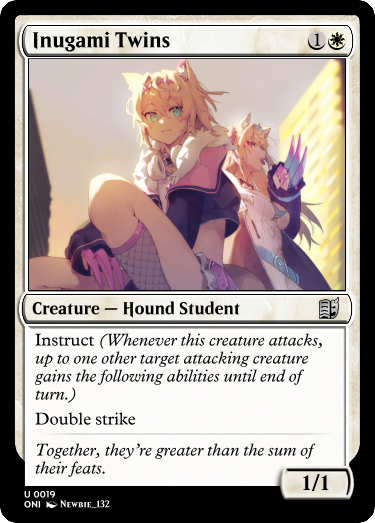 Inugami Twins 1
Creature — Hound Student
Instruct (Whenever this creature attacks,
up to one other target attacking creature
gains the following abilities until end of
turn.)
Double strike
Together, they're greater than the sum of
their feats.
1/1
U 0019
ONI Newbie_132